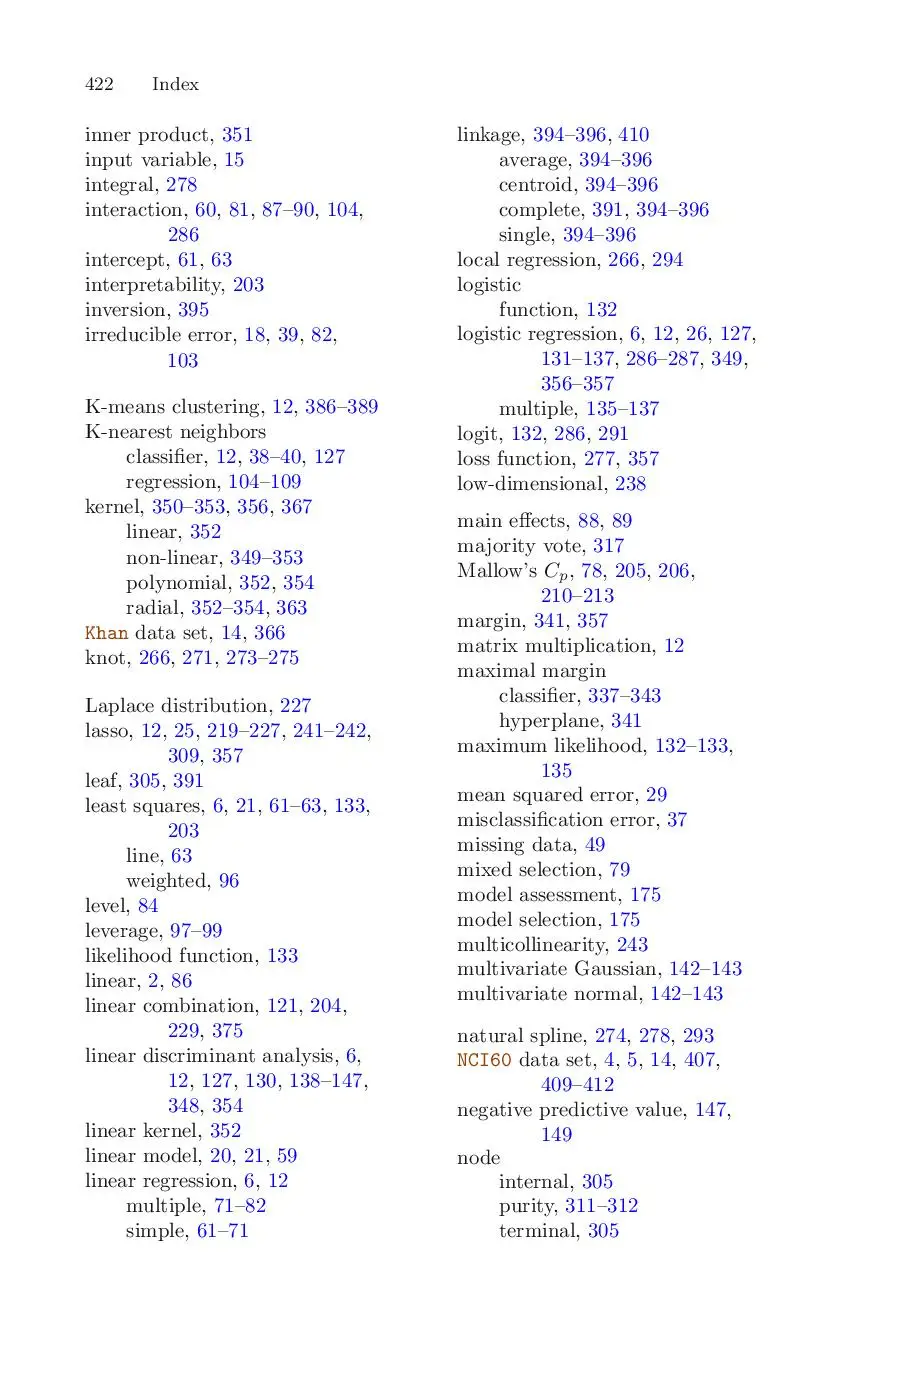 422 Index
inner product, 351
input variable, 15
integral, 278
interaction, 60, 81, 87–90, 104,
286
intercept, 61, 63
interpretability, 203
inversion, 395
irreducible error, 18, 39, 82,
103
K-means clustering, 12, 386–389
K-nearest neighbors
classifier, 12, 38–40, 127
regression, 104–109
kernel, 350–353, 356, 367
linear, 352
non-linear, 349–353
polynomial, 352, 354
radial, 352–354, 363
Khan data set, 14, 366
knot, 266, 271, 273–275
Laplace distribution, 227
lasso, 12, 25, 219–227, 241–242,
309, 357
leaf, 305, 391
least squares, 6, 21, 61–63, 133,
203
line, 63
weighted, 96
level, 84
leverage, 97–99
likelihood function, 133
linear, 2, 86
linear combination, 121, 204,
229, 375
linear discriminant analysis, 6,
12, 127, 130, 138–147,
348, 354
linear kernel, 352
linear model, 20, 21, 59
linear regression, 6, 12
multiple, 71–82
simple, 61–71
linkage, 394–396, 410
average, 394–396
centroid, 394–396
complete, 391, 394–396
single, 394–396
local regression, 266, 294
logistic
function, 132
logistic regression, 6, 12, 26, 127,
131–137, 286–287, 349,
356–357
multiple, 135–137
logit, 132, 286, 291
loss function, 277, 357
low-dimensional, 238
main effects, 88, 89
majority vote, 317
Mallow's Cp, 78, 205, 206,
210–213
margin, 341, 357
matrix multiplication, 12
maximal margin
classifier, 337–343
hyperplane, 341
maximum likelihood, 132–133,
135
mean squared error, 29
misclassification error, 37
missing data, 49
mixed selection, 79
model assessment, 175
model selection, 175
multicollinearity, 243
multivariate Gaussian, 142–143
multivariate normal, 142–143
natural spline, 274, 278, 293
NCI60 data set, 4, 5, 14, 407,
409–412
negative predictive value, 147,
149
node
internal, 305
purity, 311–312
terminal, 305